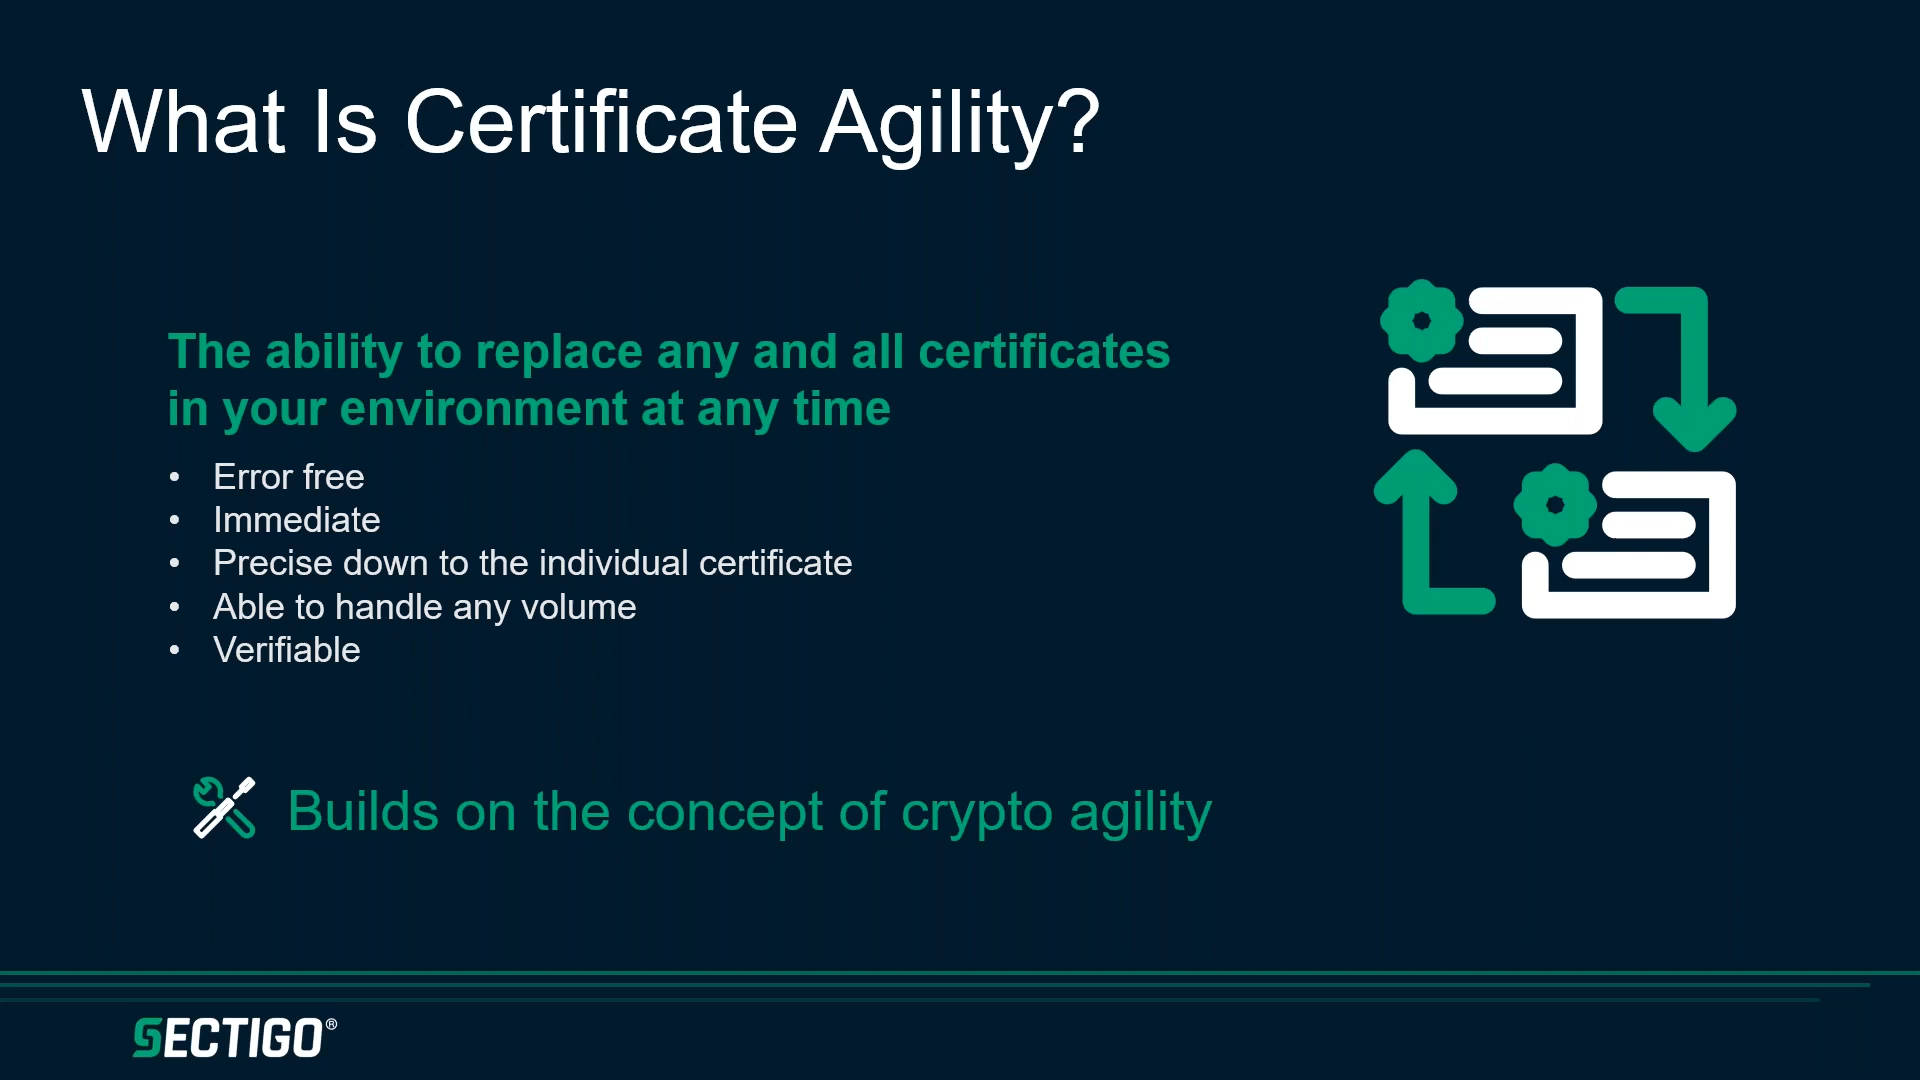 What Is Certificate Agility?
The ability to replace any and all certificates
in your environment at any time
• Error free
• Immediate
• Precise down to the individual certificate
• Able to handle any volume
• Verifiable
Builds on the concept of crypto agility
SECTIGO®